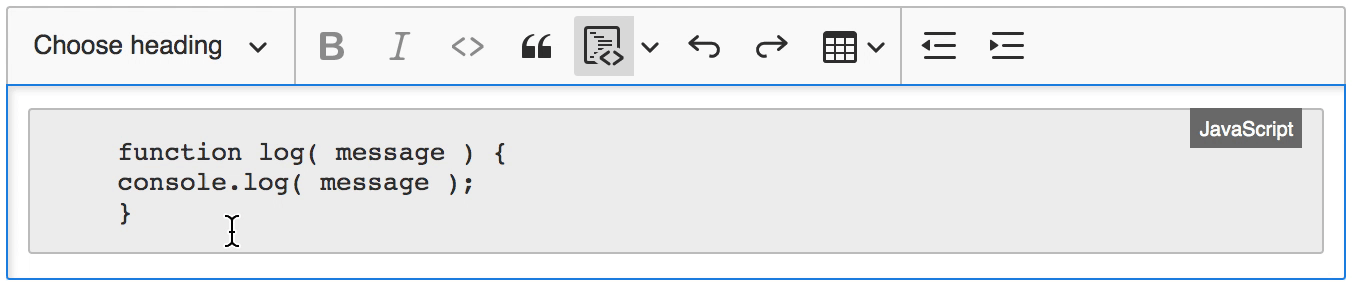 Choose heading B I <>
JavaScript
function log( message ) {
console.log( message );
}